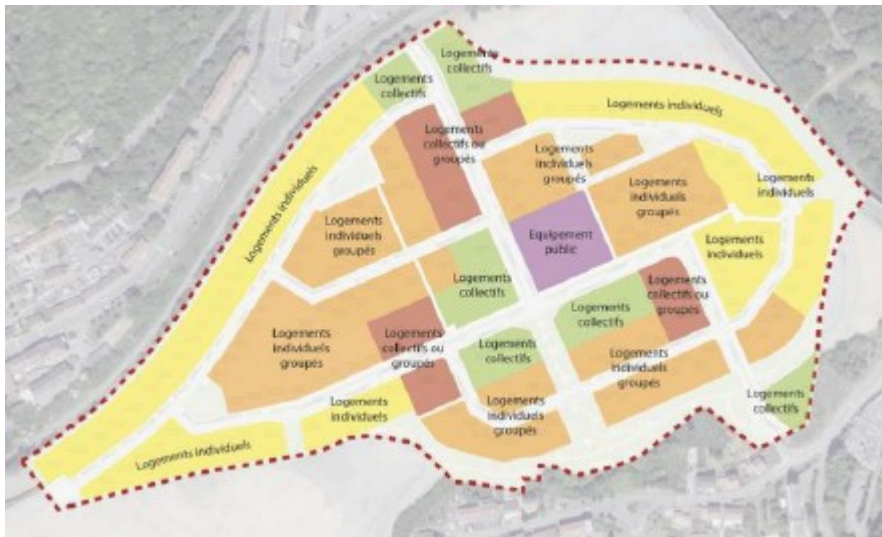 Logements
collectifs
Logements
collectifs
Logements individuels
Logements
collectifs ou
groupés
Logements
individuels
groupés
Logements individuels
Logements
individuels
groupés
Logements
individuels
Logements
individuels
groupés
Equipement
public
Logements
individuels
Logements
collectifs
Logements
collectifs ou
groupés
Logements
collectifs
Logements
individuels
groupés
Logements
collectifs ou
groupés
Logements
collectifs
Logements
individuels
groupés
Logements
individuels
Logements
individuels
groupés
Logements
collectifs
Logements individuels